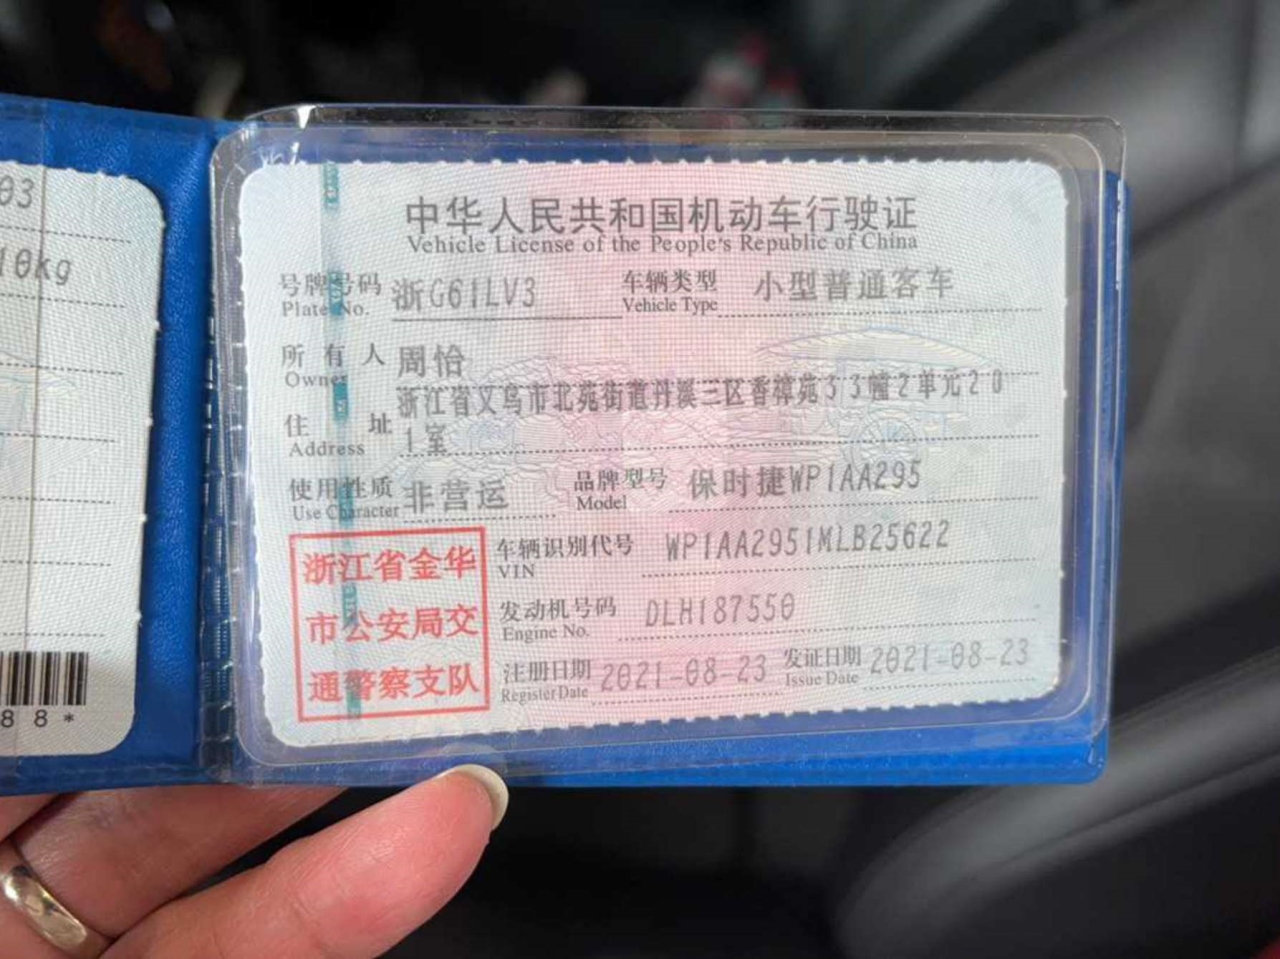 03
10kg
88*
中华人民共和国机动车行驶证
Vehicle License of the People's Republic of China
号牌号码 浙G61LV3 车辆类型 小型普通客车
Plate No. Vehicle Type
所有人 周怡
Owner
浙江省义乌市北苑街道丹溪三区香樟苑33幢2单元20
住址 1室
Address
使用性质 非营运 品牌型号 保时捷WP1AA295
Use Character Model
浙江省金华
市公安局交
通警察支队
车辆识别代号 WP1AA2951MLB25622
VIN
发动机号码 DLH187550
Engine No.
注册日期 2021-08-23 发证日期 2021-08-23
Register Date Issue Date